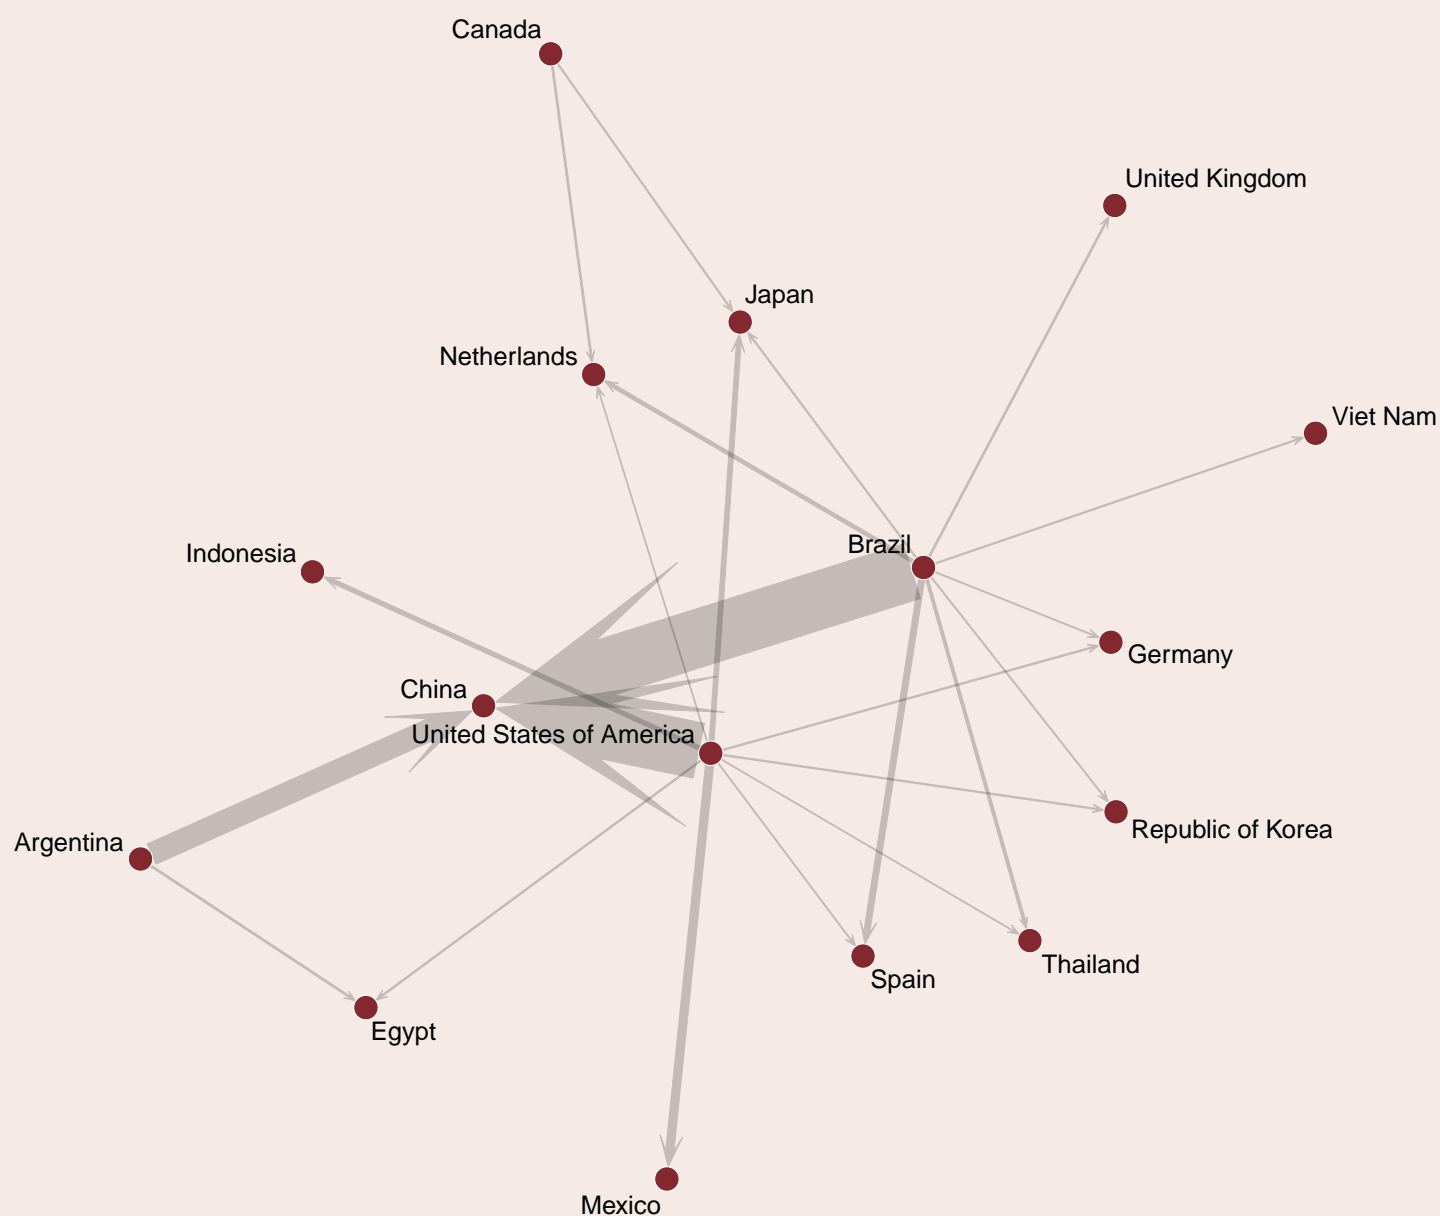 Canada
United Kingdom
Japan
Netherlands
Viet Nam
Brazil
Indonesia
Germany
China
United States of America
Republic of Korea
Argentina
Thailand
Spain
Egypt
Mexico